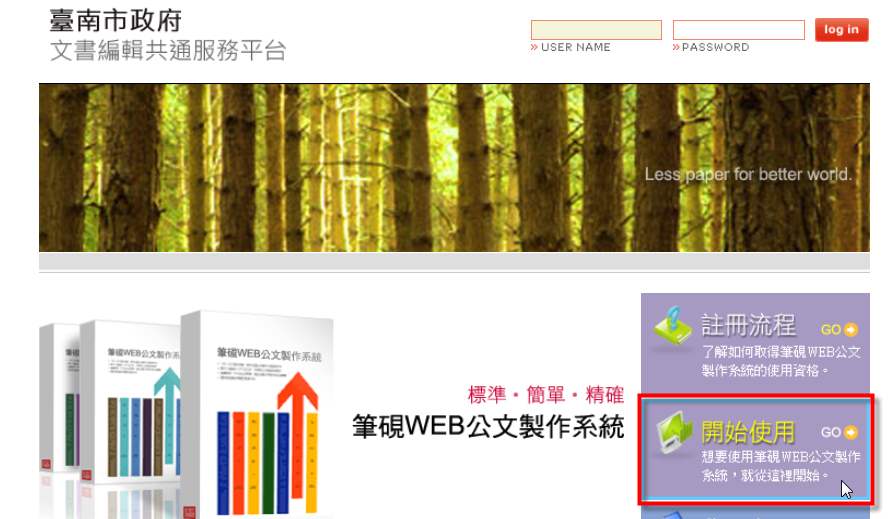 臺南市政府
文書編輯共通服務平台
log in
» USER NAME
» PASSWORD
Less paper for better world.
註冊流程 GO
了解如何取得筆硯WEB公文
製作系統的使用資格。
筆硯WEB公文製作系
筆硯WEB公文製作系統
標準・簡單・精確
筆硯WEB公文製作系統
開始使用 GO
想要使用筆硯WEB公文製作
系統，就從這裡開始。